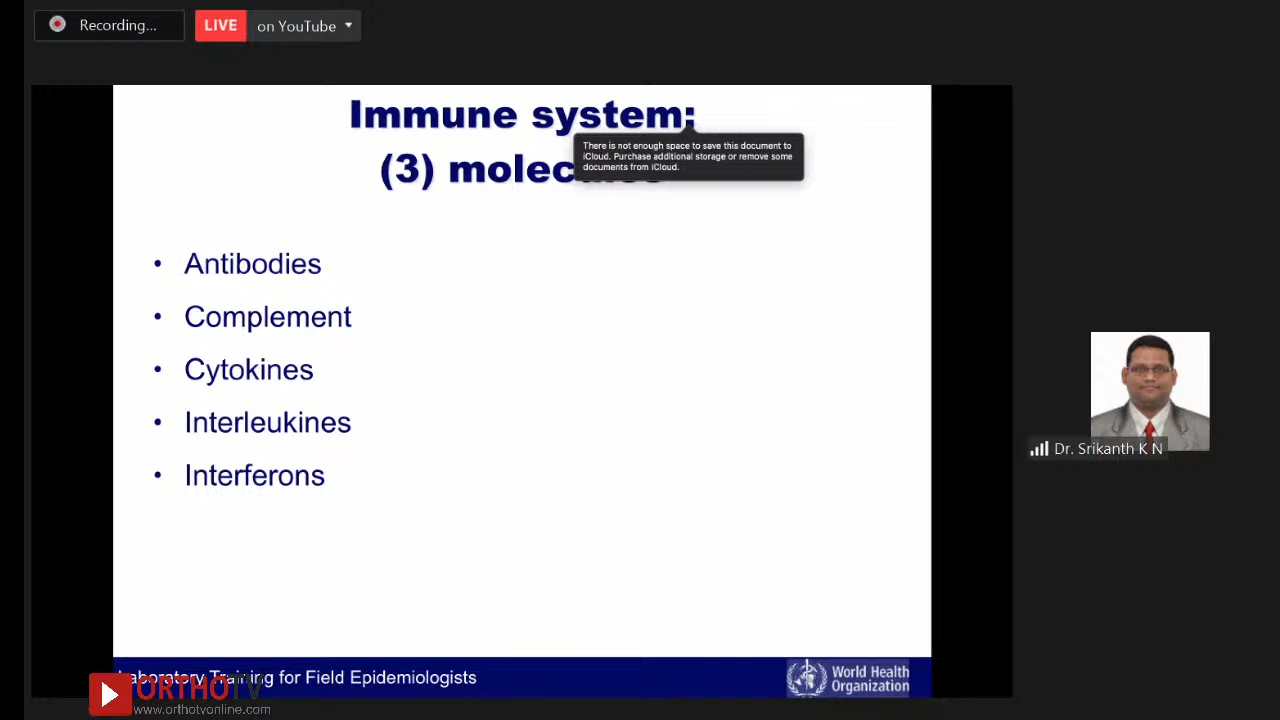 Recording...
LIVE on YouTube
Immune system:
(3)
There is not enough space to save this document to
iCloud. Purchase additional storage or remove some
documents from iCloud.
• Antibodies
• Complement
• Cytokines
• Interleukines
• Interferons
Dr. Srikanth K N
Training for Field Epidemiologists
World Health
Organization
ORTHOTV
www.orthotvonline.com